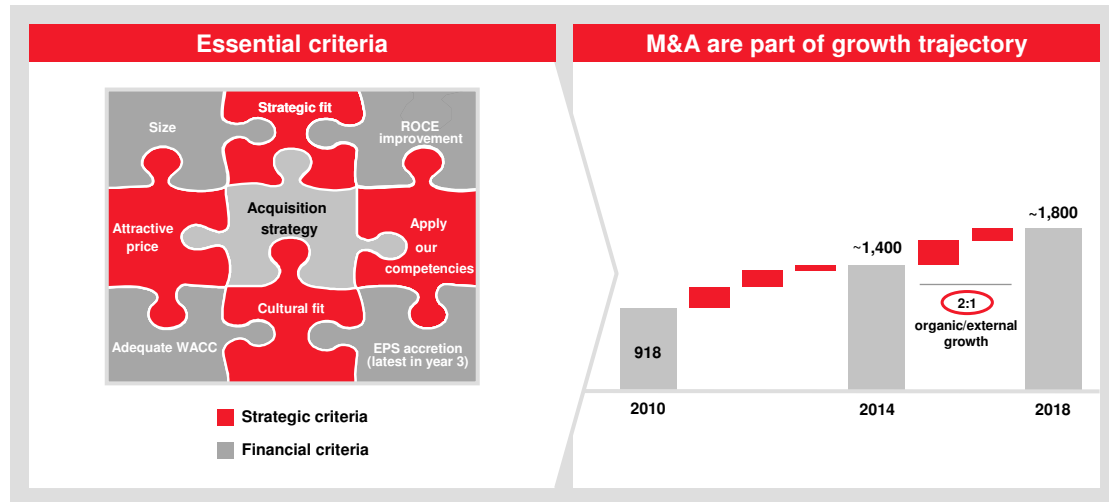 Essential criteria
Strategic fit
Size
ROCE
improvement
Acquisition
strategy
Attractive
price
Apply
our
competencies
Cultural fit
Adequate WACC
EPS accretion
(latest in year 3)
Strategic criteria
Financial criteria
M&A are part of growth trajectory
918
~1,400
~1,800
2:1
organic/external
growth
2010
2014
2018